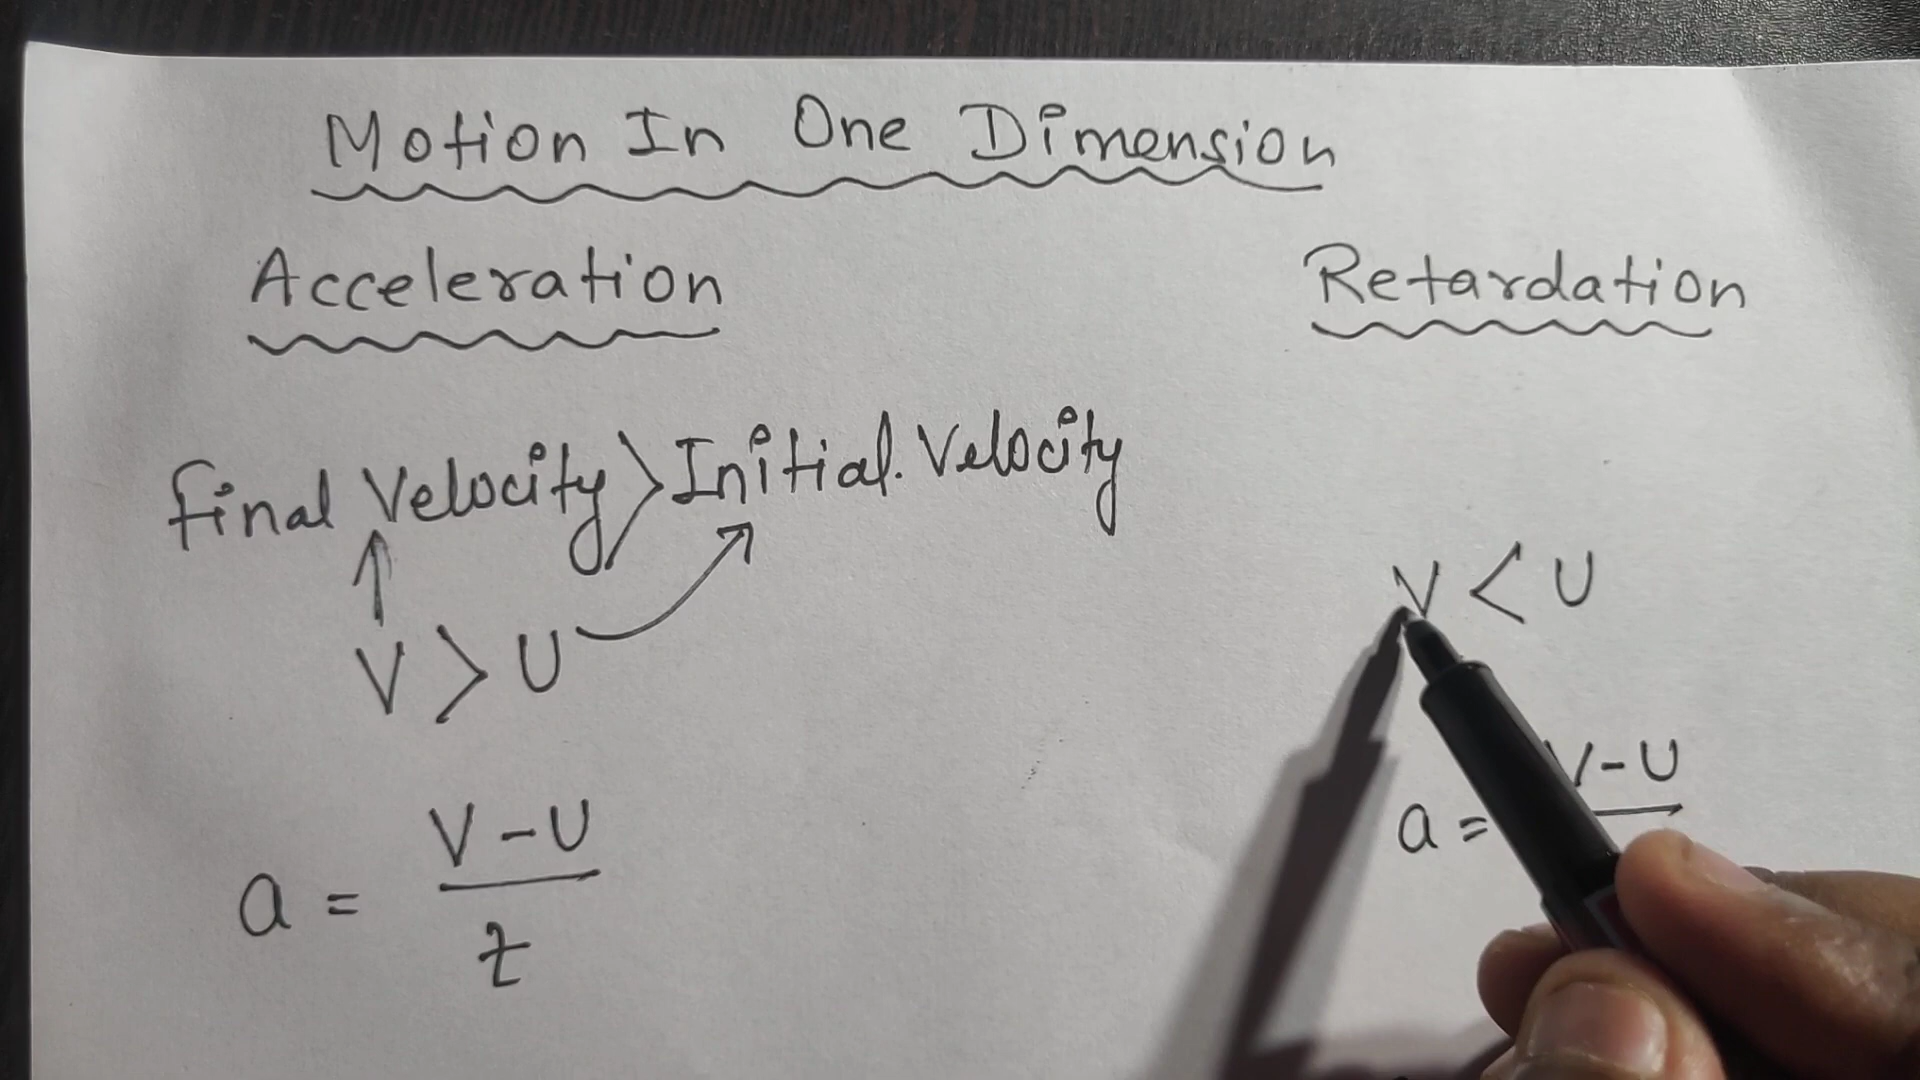 Motion In One Dimension
Acceleration
Retardation
Final Velocity > Initial. Velocity
V > U
V < U
a = V - U
t
a = V - U